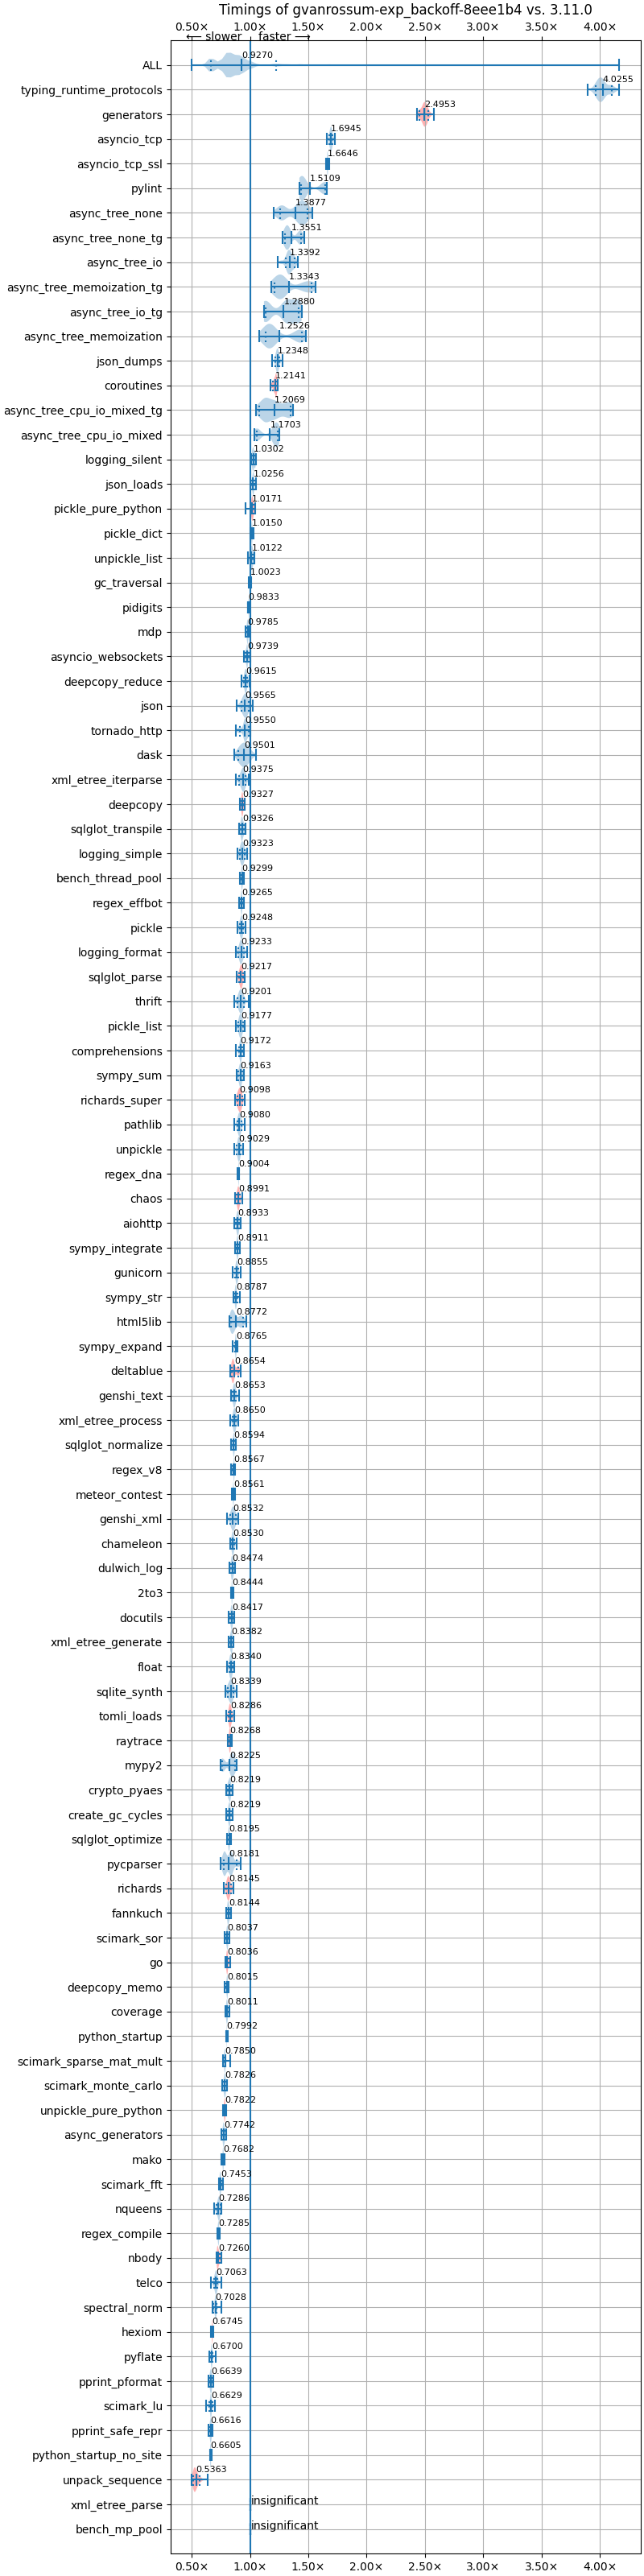 Timings of gvanrossum-exp_backoff-8eee1b4 vs. 3.11.0
0.50× 1.00× 1.50× 2.00× 2.50× 3.00× 3.50× 4.00×
⟵ slower faster ⟶
ALL 0.9270
typing_runtime_protocols 4.0255
generators 2.4953
asyncio_tcp 1.6945
asyncio_tcp_ssl 1.6646
pylint 1.5109
async_tree_none 1.3877
async_tree_none_tg 1.3551
async_tree_io 1.3392
async_tree_memoization_tg 1.3343
async_tree_io_tg 1.2880
async_tree_memoization 1.2526
json_dumps 1.2348
coroutines 1.2141
async_tree_cpu_io_mixed_tg 1.2069
async_tree_cpu_io_mixed 1.1703
logging_silent 1.0302
json_loads 1.0256
pickle_pure_python 1.0171
pickle_dict 1.0150
unpickle_list 1.0122
gc_traversal 1.0023
pidigits 0.9833
mdp 0.9785
asyncio_websockets 0.9739
deepcopy_reduce 0.9615
json 0.9565
tornado_http 0.9550
dask 0.9501
xml_etree_iterparse 0.9375
deepcopy 0.9327
sqlglot_transpile 0.9326
logging_simple 0.9323
bench_thread_pool 0.9299
regex_effbot 0.9265
pickle 0.9248
logging_format 0.9233
sqlglot_parse 0.9217
thrift 0.9201
pickle_list 0.9177
comprehensions 0.9172
sympy_sum 0.9163
richards_super 0.9098
pathlib 0.9080
unpickle 0.9029
regex_dna 0.9004
chaos 0.8991
aiohttp 0.8933
sympy_integrate 0.8911
gunicorn 0.8855
sympy_str 0.8787
html5lib 0.8772
sympy_expand 0.8765
deltablue 0.8654
genshi_text 0.8653
xml_etree_process 0.8650
sqlglot_normalize 0.8594
regex_v8 0.8567
meteor_contest 0.8561
genshi_xml 0.8532
chameleon 0.8530
dulwich_log 0.8474
2to3 0.8444
docutils 0.8417
xml_etree_generate 0.8382
float 0.8340
sqlite_synth 0.8339
tomli_loads 0.8286
raytrace 0.8268
mypy2 0.8225
crypto_pyaes 0.8219
create_gc_cycles 0.8219
sqlglot_optimize 0.8195
pycparser 0.8181
richards 0.8145
fannkuch 0.8144
scimark_sor 0.8037
go 0.8036
deepcopy_memo 0.8015
coverage 0.8011
python_startup 0.7992
scimark_sparse_mat_mult 0.7850
scimark_monte_carlo 0.7826
unpickle_pure_python 0.7822
async_generators 0.7742
mako 0.7682
scimark_fft 0.7453
nqueens 0.7286
regex_compile 0.7285
nbody 0.7260
telco 0.7063
spectral_norm 0.7028
hexiom 0.6745
pyflate 0.6700
pprint_pformat 0.6639
scimark_lu 0.6629
pprint_safe_repr 0.6616
python_startup_no_site 0.6605
unpack_sequence 0.5363
xml_etree_parse insignificant
bench_mp_pool insignificant
0.50× 1.00× 1.50× 2.00× 2.50× 3.00× 3.50× 4.00×